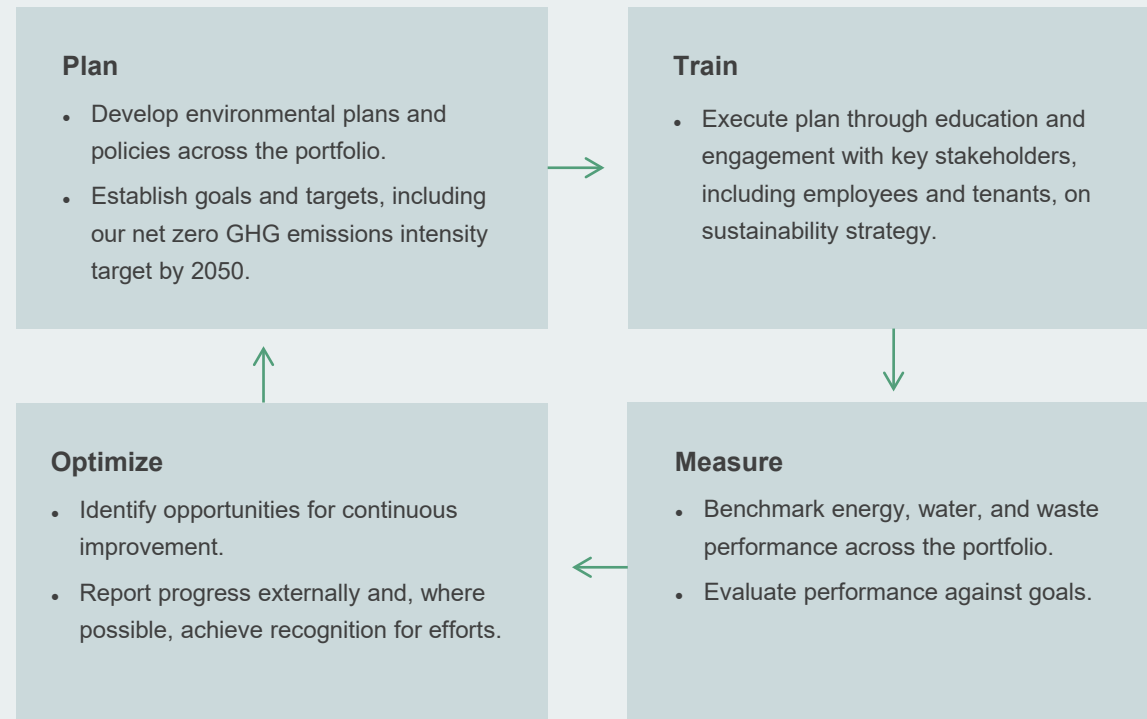 Plan
• Develop environmental plans and
policies across the portfolio.
• Establish goals and targets, including
our net zero GHG emissions intensity
target by 2050.
Train
• Execute plan through education and
engagement with key stakeholders,
including employees and tenants, on
sustainability strategy.
Optimize
• Identify opportunities for continuous
improvement.
• Report progress externally and, where
possible, achieve recognition for efforts.
Measure
• Benchmark energy, water, and waste
performance across the portfolio.
• Evaluate performance against goals.